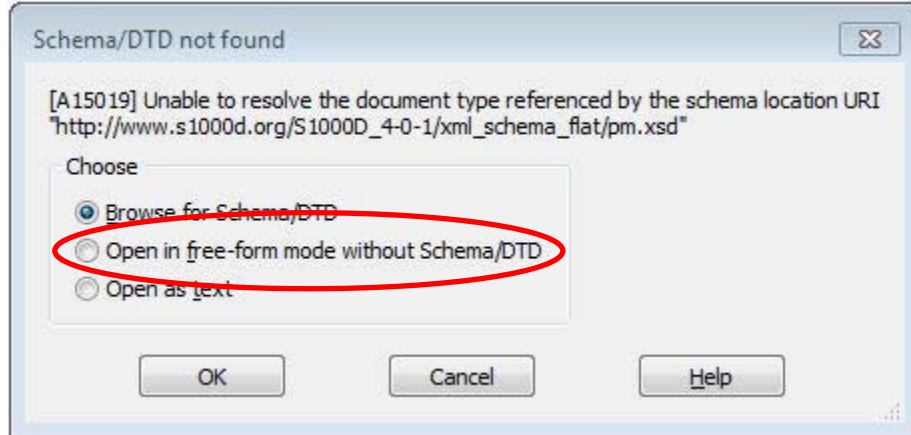 Schema/DTD not found
[A15019] Unable to resolve the document type referenced by the schema location URI
"http://www.s1000d.org/S1000D_4-0-1/xml_schema_flat/pm.xsd"
Choose
Browse for Schema/DTD
Open in free-form mode without Schema/DTD
Open as text
OK Cancel Help